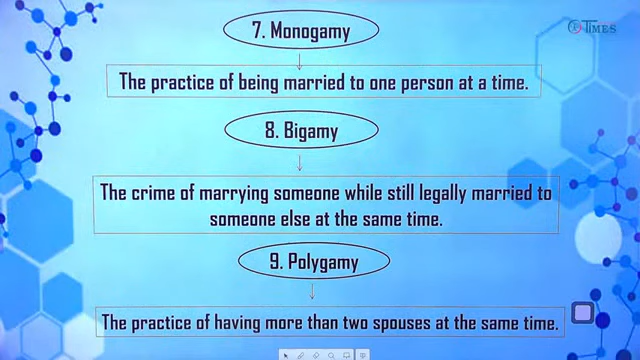 TIMES
7. Monogamy
The practice of being married to one person at a time.
8. Bigamy
The crime of marrying someone while still legally married to
someone else at the same time.
9. Polygamy
The practice of having more than two spouses at the same time.